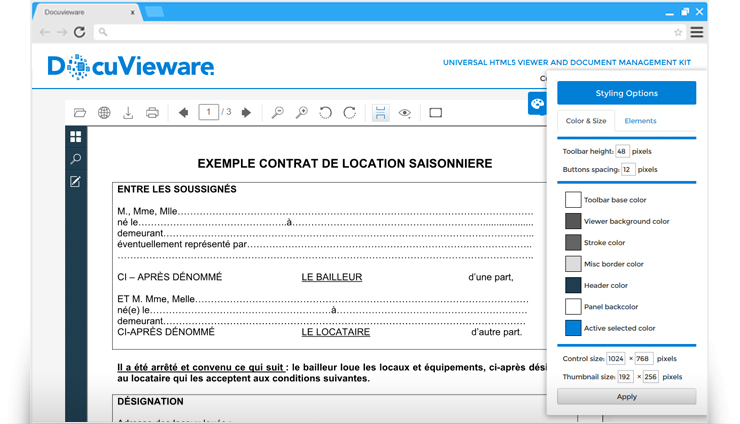 Docuvieware x
DocuVieware
UNIVERSAL HTML5 VIEWER AND DOCUMENT MANAGEMENT KIT
Styling Options
Color & Size Elements
Toolbar height: 48 pixels
Buttons spacing: 12 pixels
Toolbar base color
Viewer background color
Stroke color
Misc border color
Header color
Panel backcolor
Active selected color
Control size: 1024 × 768 pixels
Thumbnail size: 192 × 256 pixels
Apply
1 / 3
EXEMPLE CONTRAT DE LOCATION SAISONNIERE
ENTRE LES SOUSSIGNÉS
M., Mme, Mlle……………………………………………………………………
né le……………………………………à……………………………………
demeurant……………………………………………………………………
éventuellement représenté par……………………………………………………
……………………………………………………………………………………
CI – APRÈS DÉNOMMÉ LE BAILLEUR d'une part,
ET M. Mme, Melle……………………………………………………………………
né(e) le……………………………………à……………………………………
demeurant……………………………………………………………………
CI-APRÈS DÉNOMMÉ LE LOCATAIRE d'autre part.
Il a été arrêté et convenu ce qui suit : le bailleur loue les locaux et équipements, ci-après dési
au locataire qui les acceptent aux conditions suivantes.
DÉSIGNATION